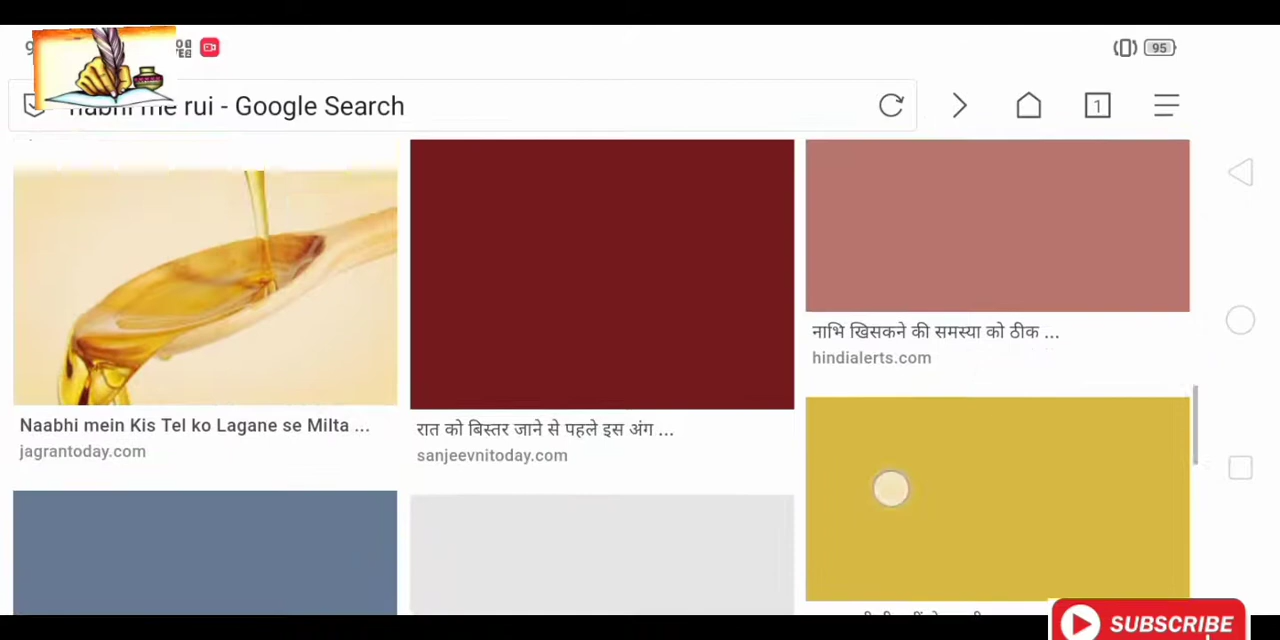 95
nabhi me rui - Google Search
1
Naabhi mein Kis Tel ko Lagane se Milta ...
jagrantoday.com
रात को बिस्तर जाने से पहले इस अंग ...
sanjeevnitoday.com
नाभि खिसकने की समस्या को ठीक ...
hindialerts.com
SUBSCRIBE